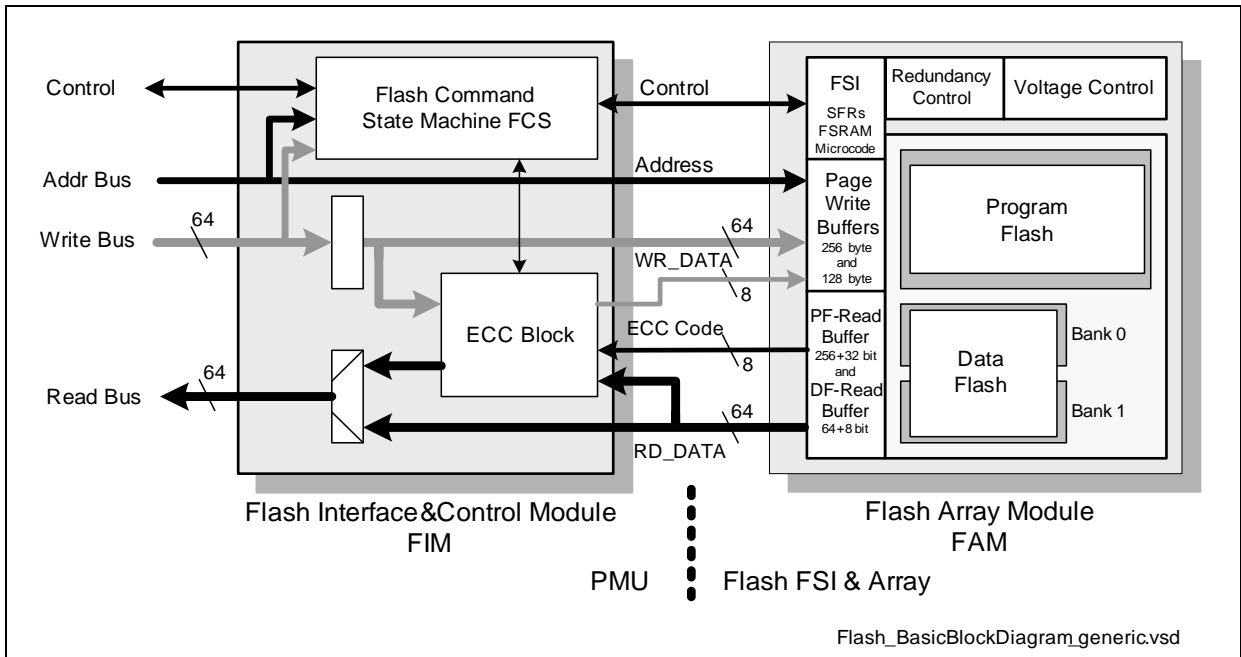 Control
Addr Bus
64
Write Bus
64
Read Bus
Flash Command
State Machine FCS
ECC Block
Flash Interface&Control Module
FIM
Control
Address
64
WR_DATA
8
ECC Code
8
64
RD_DATA
FSI
SFRs
FSRAM
Microcode
Redundancy
Control
Voltage Control
Page
Write
Buffers
256 byte
and
128 byte
PF-Read
Buffer
256+32 bit
and
DF-Read
Buffer
64+8 bit
Program
Flash
Data
Flash
Bank 0
Bank 1
Flash Array Module
FAM
PMU
Flash FSI & Array
Flash_BasicBlockDiagram_generic.vsd